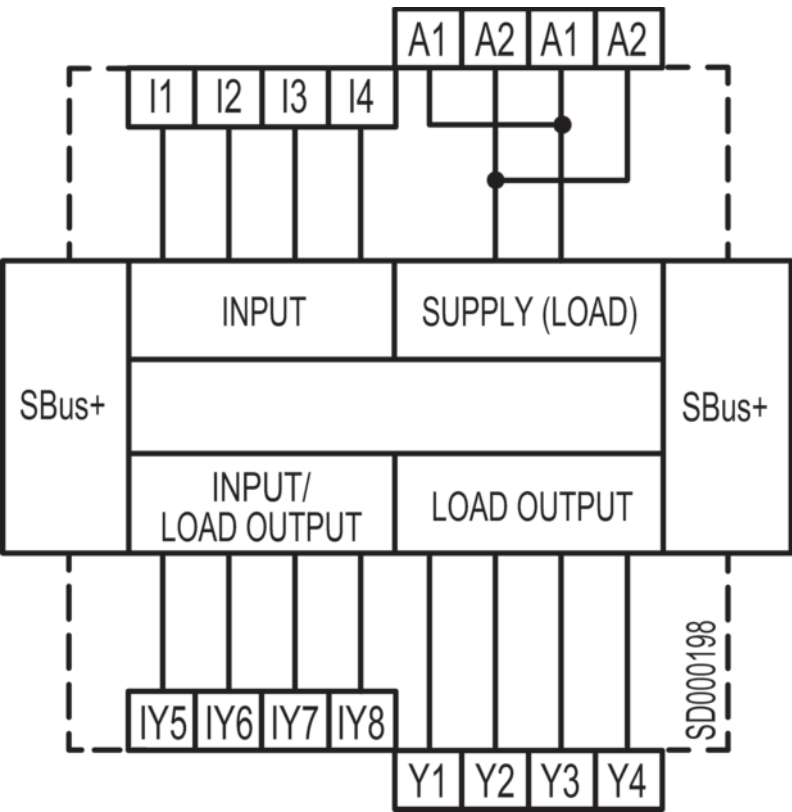 A1 A2 A1 A2
I1 I2 I3 I4
INPUT
SUPPLY (LOAD)
SBus+
SBus+
INPUT/
LOAD OUTPUT
LOAD OUTPUT
SD000198
IY5 IY6 IY7 IY8
Y1 Y2 Y3 Y4